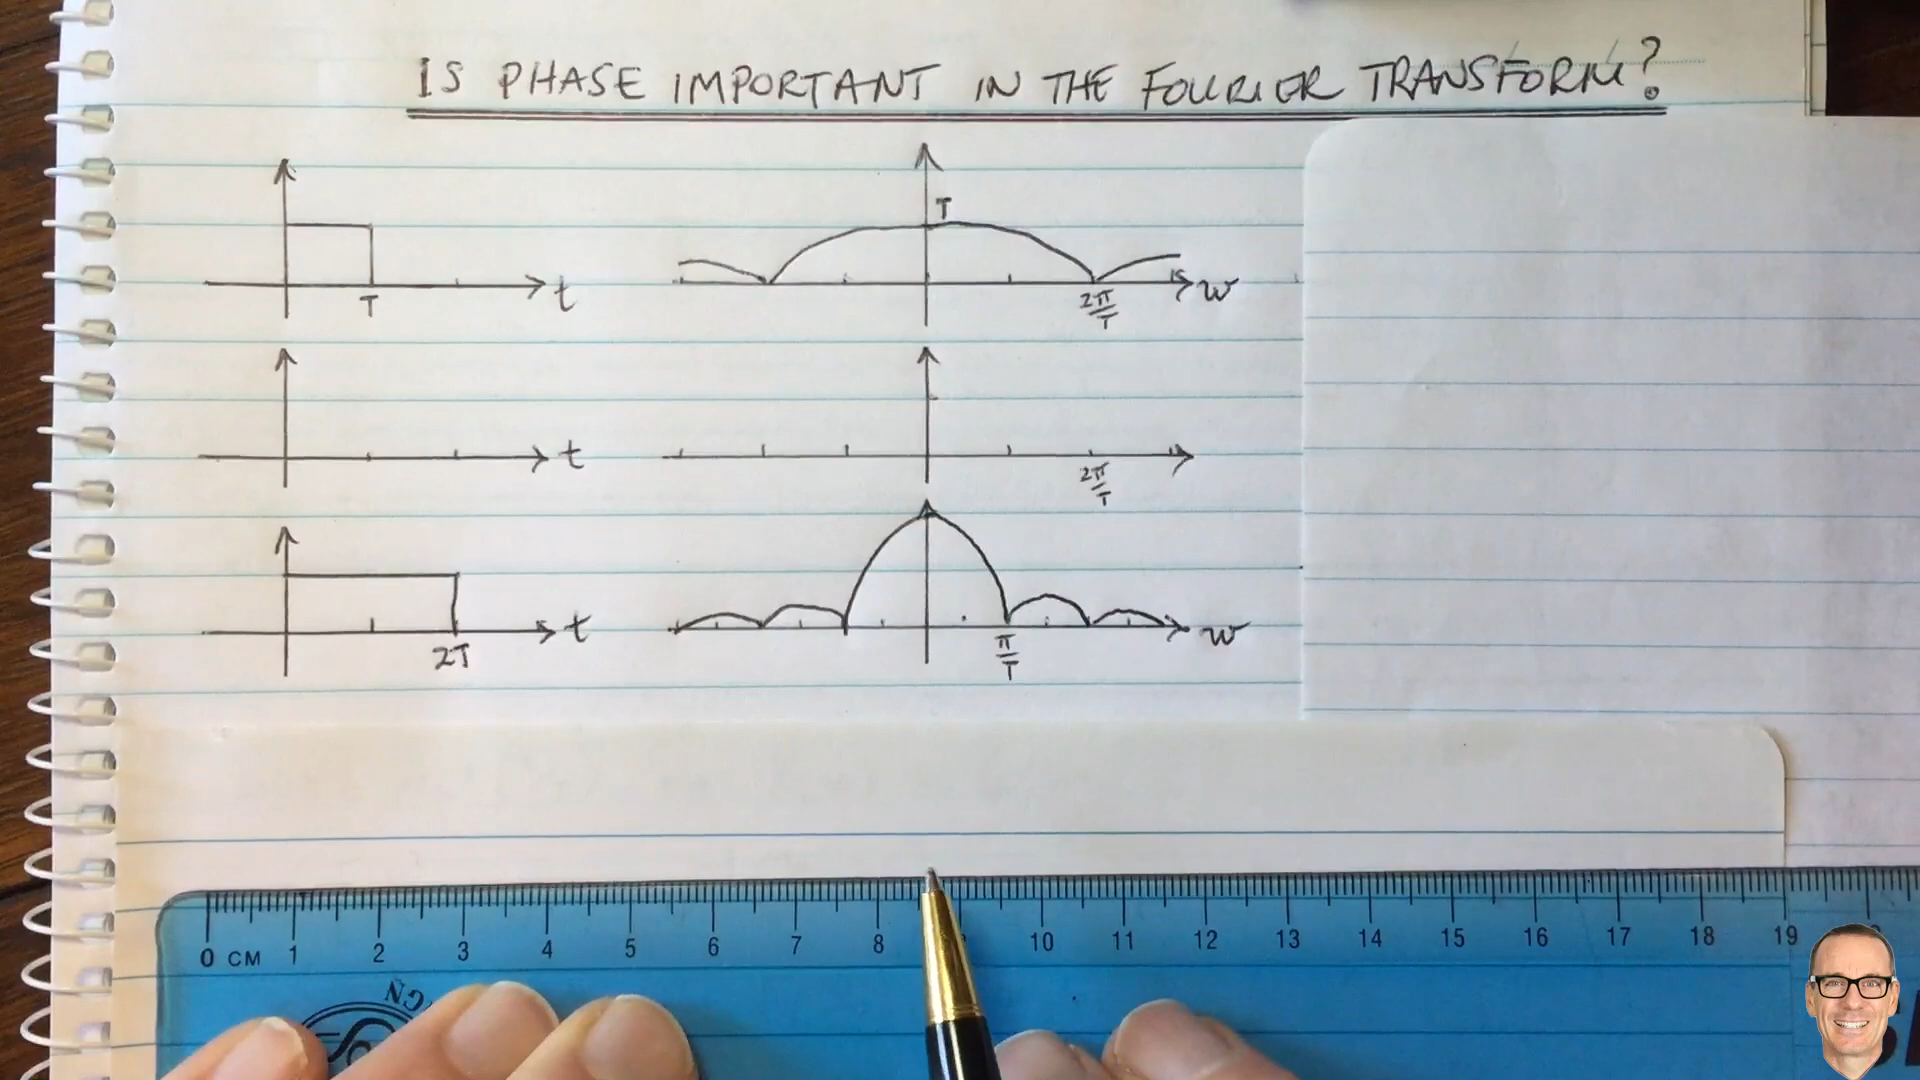 IS PHASE IMPORTANT IN THE FOURIER TRANSFORM?
T
T
t
2π/T
w
t
2π/T
2T
t
π/T
w
0 CM 1 2 3 4 5 6 7 8 10 11 12 13 14 15 16 17 18 19